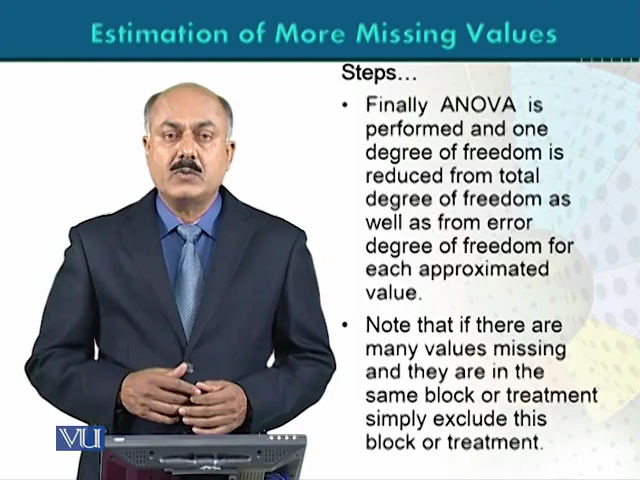 Estimation of More Missing Values
Steps…
• Finally ANOVA is
performed and one
degree of freedom is
reduced from total
degree of freedom as
well as from error
degree of freedom for
each approximated
value.
• Note that if there are
many values missing
and they are in the
same block or treatment
simply exclude this
block or treatment.
VU